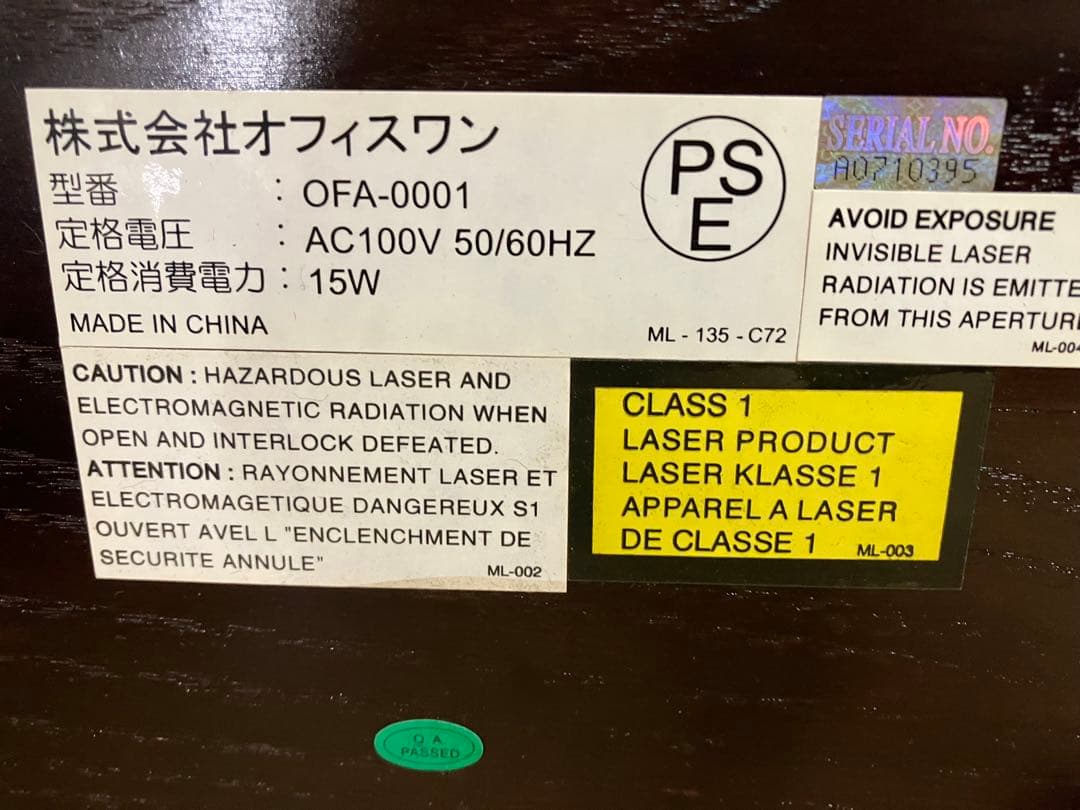 株式会社オフィスワン
型番 : OFA-0001
定格電圧 : AC100V 50/60HZ
定格消費電力 : 15W
MADE IN CHINA
ML - 135 - C72
PS
E
SERIAL NO.
A0710395
AVOID EXPOSURE
INVISIBLE LASER
RADIATION IS EMITTE
FROM THIS APERTUR
ML-004
CAUTION : HAZARDOUS LASER AND
ELECTROMAGNETIC RADIATION WHEN
OPEN AND INTERLOCK DEFEATED.
ATTENTION : RAYONNEMENT LASER ET
ELECTROMAGETIQUE DANGEREUX S1
OUVERT AVEL L "ENCLENCHMENT DE
SECURITE ANNULE"
ML-002
CLASS 1
LASER PRODUCT
LASER KLASSE 1
APPAREL A LASER
DE CLASSE 1
ML-003
Q.A.
PASSED